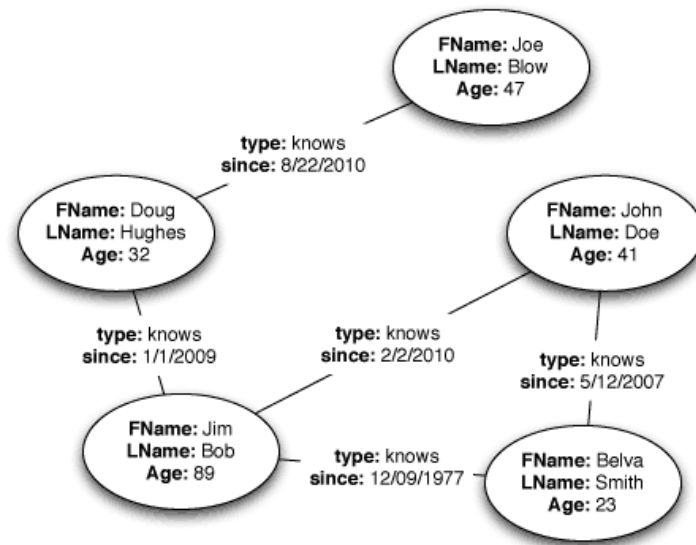 FName: Joe
LName: Blow
Age: 47
type: knows
since: 8/22/2010
FName: Doug
LName: Hughes
Age: 32
FName: John
LName: Doe
Age: 41
type: knows
since: 1/1/2009
type: knows
since: 2/2/2010
type: knows
since: 5/12/2007
FName: Jim
LName: Bob
Age: 89
type: knows
since: 12/09/1977
FName: Belva
LName: Smith
Age: 23